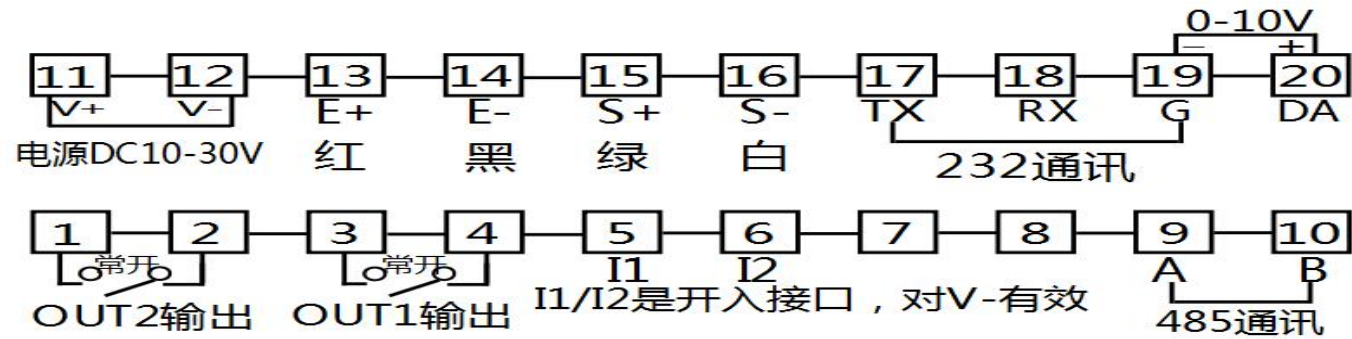 0-10V
− +
11 12 13 14 15 16 17 18 19 20
V+ V- E+ E- S+ S- TX RX G DA
电源DC10-30V 红 黑 绿 白 232通讯
1 2 3 4 5 6 7 8 9 10
常开 常开 I1 I2 A B
OUT2输出 OUT1输出 I1/I2是开入接口，对V-有效 485通讯